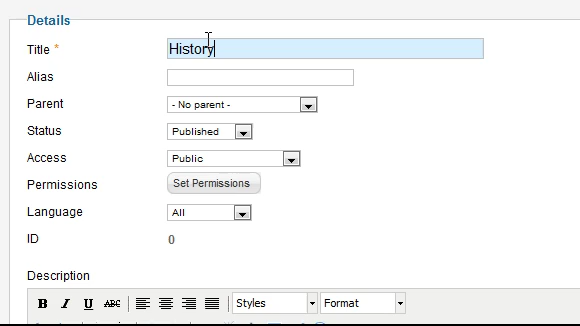 Details
Title * History
Alias
Parent - No parent -
Status Published
Access Public
Permissions Set Permissions
Language All
ID 0
Description
B I U ABC Styles Format